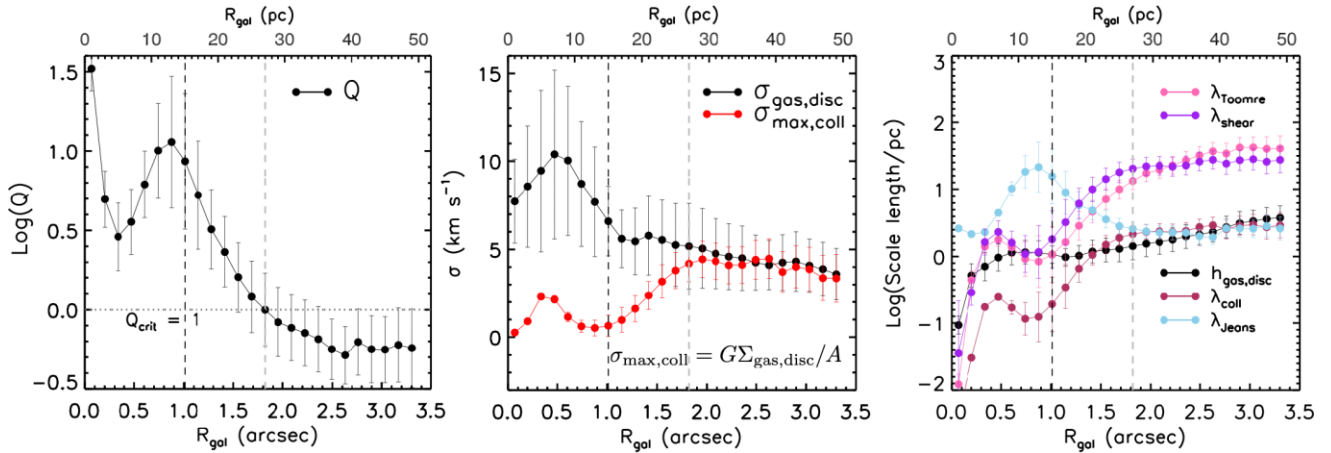 R_gal (pc)
0 10 20 30 40 50
1.5
1.0
0.5
0.0
−0.5
Log(Q)
Q
Q_crit = 1
0.0 0.5 1.0 1.5 2.0 2.5 3.0 3.5
R_gal (arcsec)
R_gal (pc)
0 10 20 30 40 50
15
10
5
0
σ (km s⁻¹)
σ_gas,disc
σ_max,coll
σ_max,coll = GΣ_gas,disc/A
0.0 0.5 1.0 1.5 2.0 2.5 3.0 3.5
R_gal (arcsec)
R_gal (pc)
0 10 20 30 40 50
3
2
1
0
−1
−2
Log(Scale length/pc)
λ_Toomre
λ_shear
h_gas,disc
λ_coll
λ_Jeans
0.0 0.5 1.0 1.5 2.0 2.5 3.0 3.5
R_gal (arcsec)